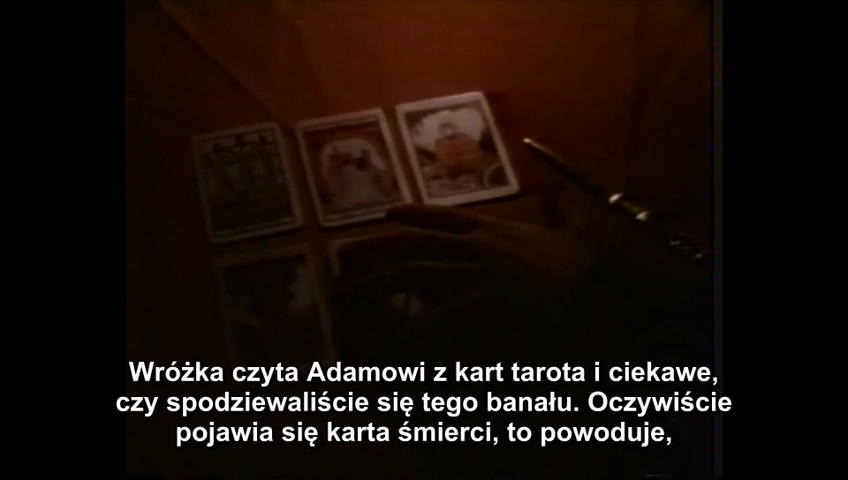 Wróżka czyta Adamowi z kart tarota i ciekawe,
czy spodziewaliście się tego banału. Oczywiście
pojawia się karta śmierci, to powoduje,